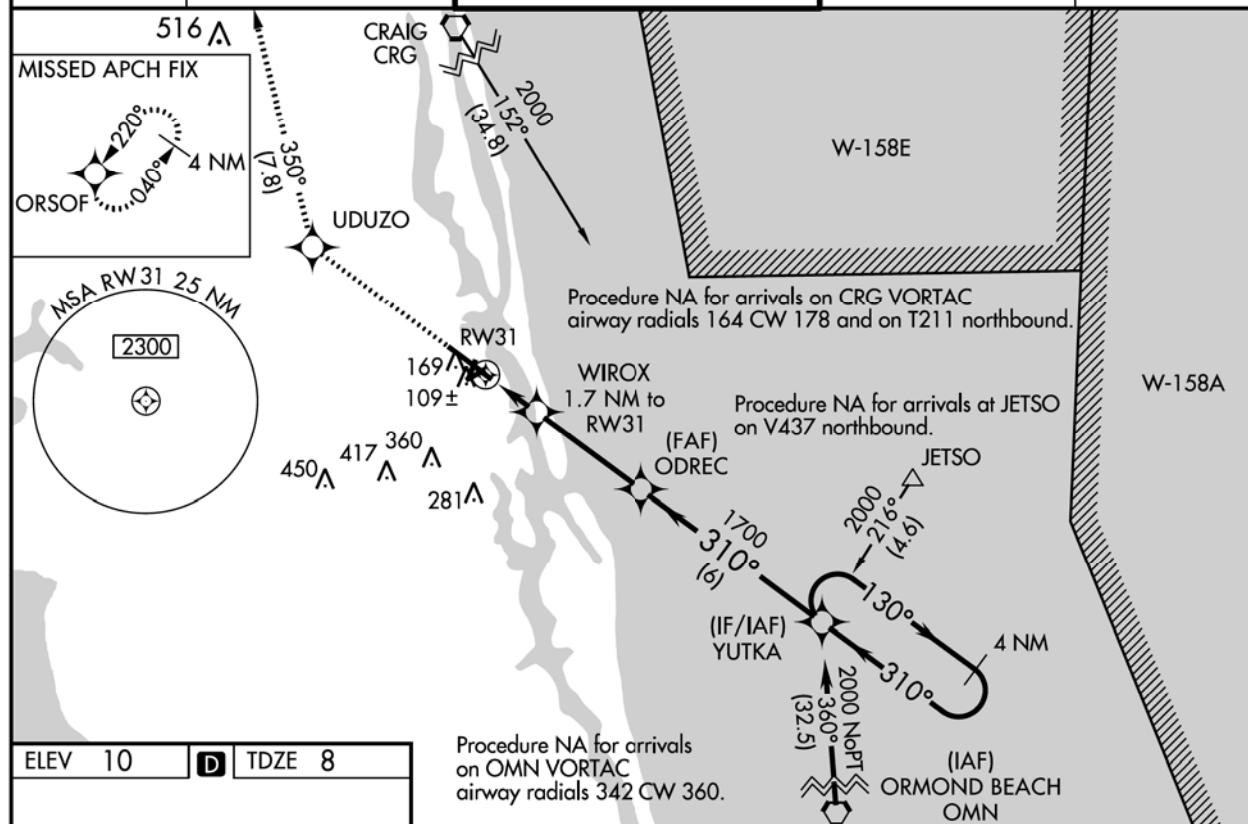 516
MISSED APCH FIX
220°
040°
4 NM
ORSOF
350°
(7.8)
UDUZO
CRAIG
CRG
2000
152°
(34.8)
W-158E
MSA RW31 25 NM
2300
Procedure NA for arrivals on CRG VORTAC
airway radials 164 CW 178 and on T211 northbound.
RW31
169
109±
WIROX
1.7 NM to
RW31
Procedure NA for arrivals at JETSO
on V437 northbound.
W-158A
(FAF)
ODREC
JETSO
450
417
360
281
2000
216°
(4.6)
1700
310°
(6)
130°
(IF/IAF)
YUTKA
4 NM
310°
2000 NoPT
360°
(32.5)
ELEV 10
D
TDZE 8
Procedure NA for arrivals
on OMN VORTAC
airway radials 342 CW 360.
(IAF)
ORMOND BEACH
OMN